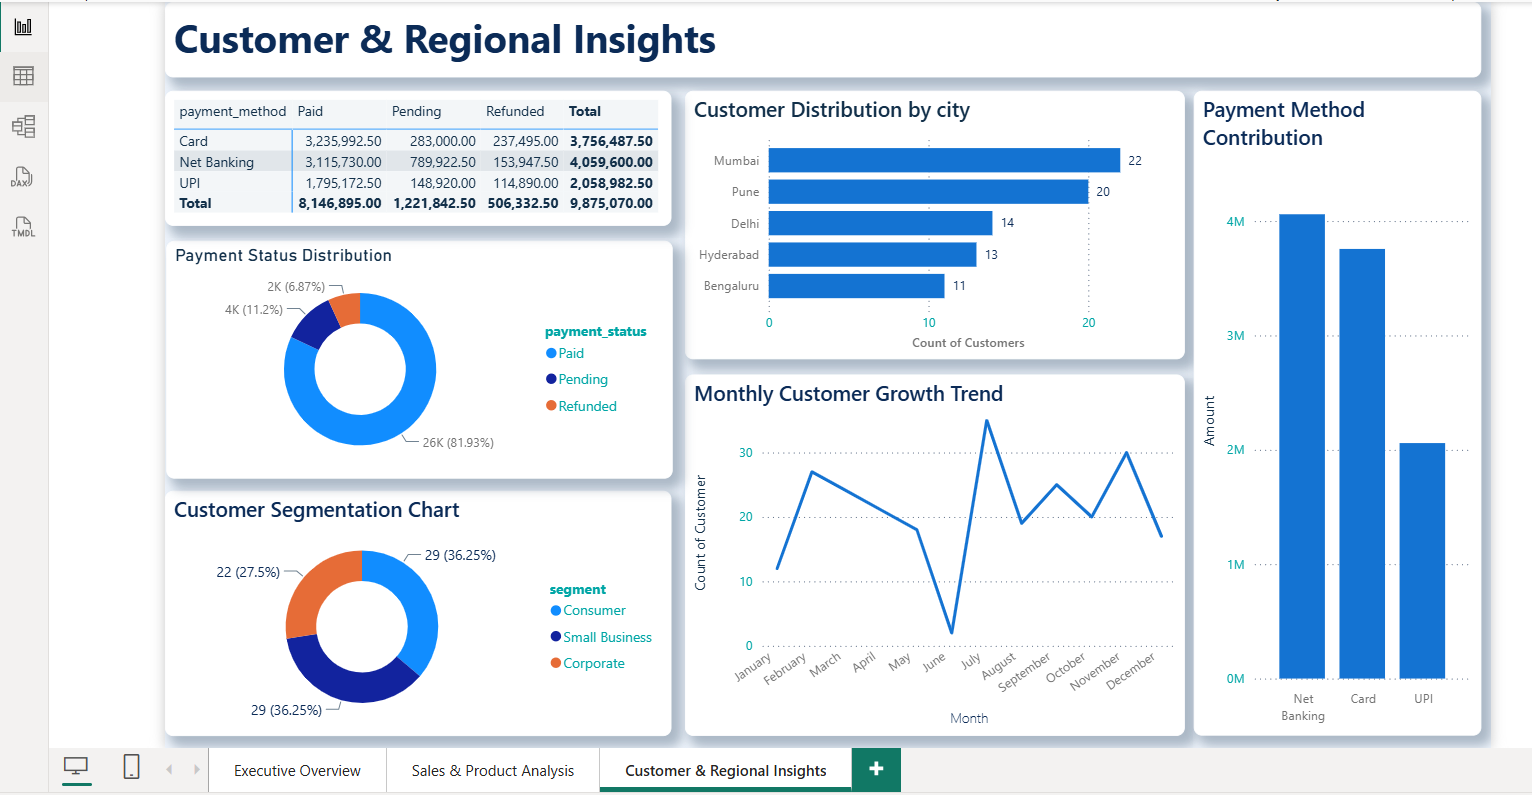 DAX
TMDL
Customer & Regional Insights
payment_method Paid Pending Refunded Total
Card 3,235,992.50 283,000.00 237,495.00 3,756,487.50
Net Banking 3,115,730.00 789,922.50 153,947.50 4,059,600.00
UPI 1,795,172.50 148,920.00 114,890.00 2,058,982.50
Total 8,146,895.00 1,221,842.50 506,332.50 9,875,070.00
Payment Status Distribution
2K (6.87%)
4K (11.2%)
26K (81.93%)
payment_status
Paid
Pending
Refunded
Customer Segmentation Chart
29 (36.25%)
22 (27.5%)
29 (36.25%)
segment
Consumer
Small Business
Corporate
Customer Distribution by city
Mumbai 22
Pune 20
Delhi 14
Hyderabad 13
Bengaluru 11
0 10 20
Count of Customers
Monthly Customer Growth Trend
Count of Customer
30
20
10
0
January February March April May June July August September October November December
Month
Payment Method
Contribution
Amount
4M
3M
2M
1M
0M
Net
Banking
Card
UPI
Executive Overview
Sales & Product Analysis
Customer & Regional Insights
+